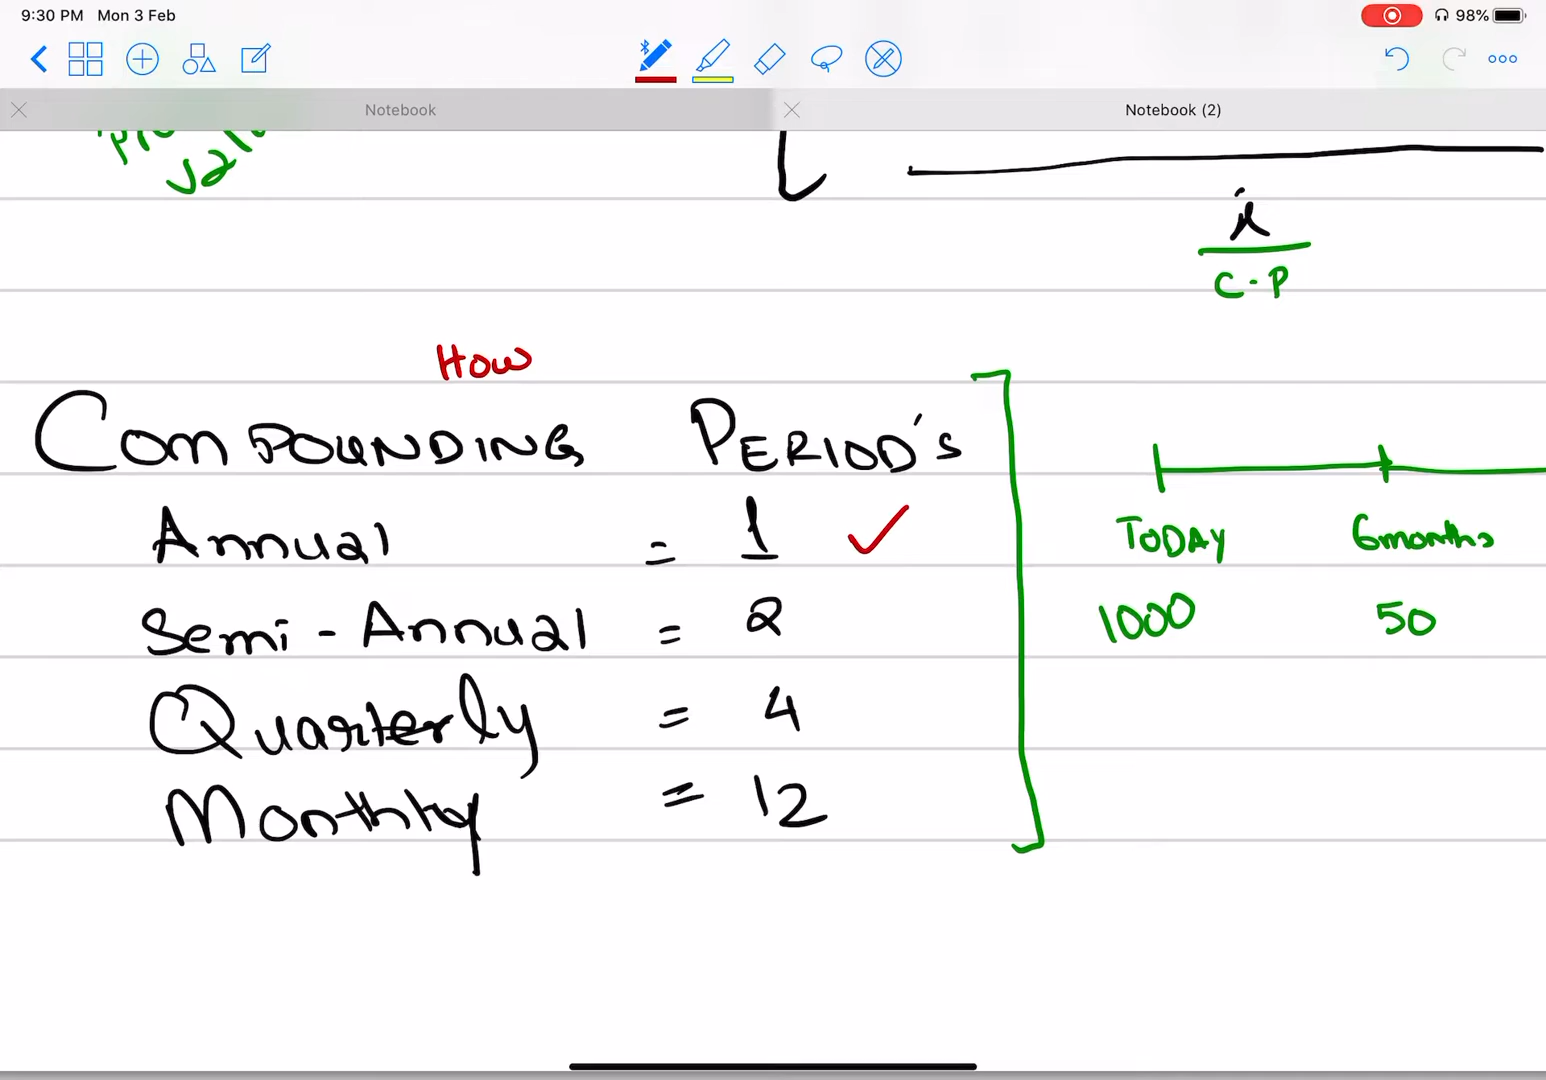 9:30 PM Mon 3 Feb
98%
Notebook
Notebook (2)
i
C.P
How
COMPOUNDING PERIOD'S
Annual = 1 ✓
Semi-Annual = 2
Quarterly = 4
Monthly = 12
TODAY 6months
1000 50